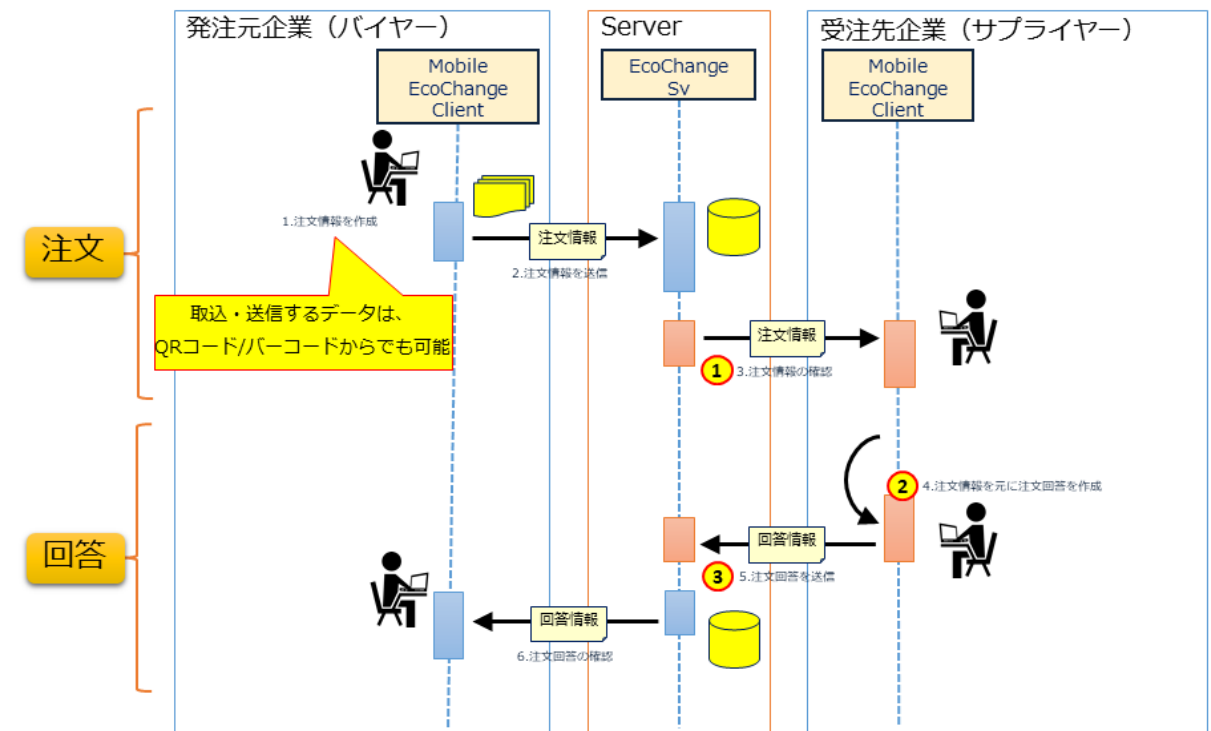 発注元企業（バイヤー）
Server
受注先企業（サプライヤー）
Mobile
EcoChange
Client
EcoChange
Sv
Mobile
EcoChange
Client
注文
1.注文情報を作成
注文情報
2.注文情報を送信
取込・送信するデータは、
QRコード/バーコードからでも可能
注文情報
1
3.注文情報の確認
回答
2
4.注文情報を元に注文回答を作成
回答情報
3
5.注文回答を送信
回答情報
6.注文回答の確認